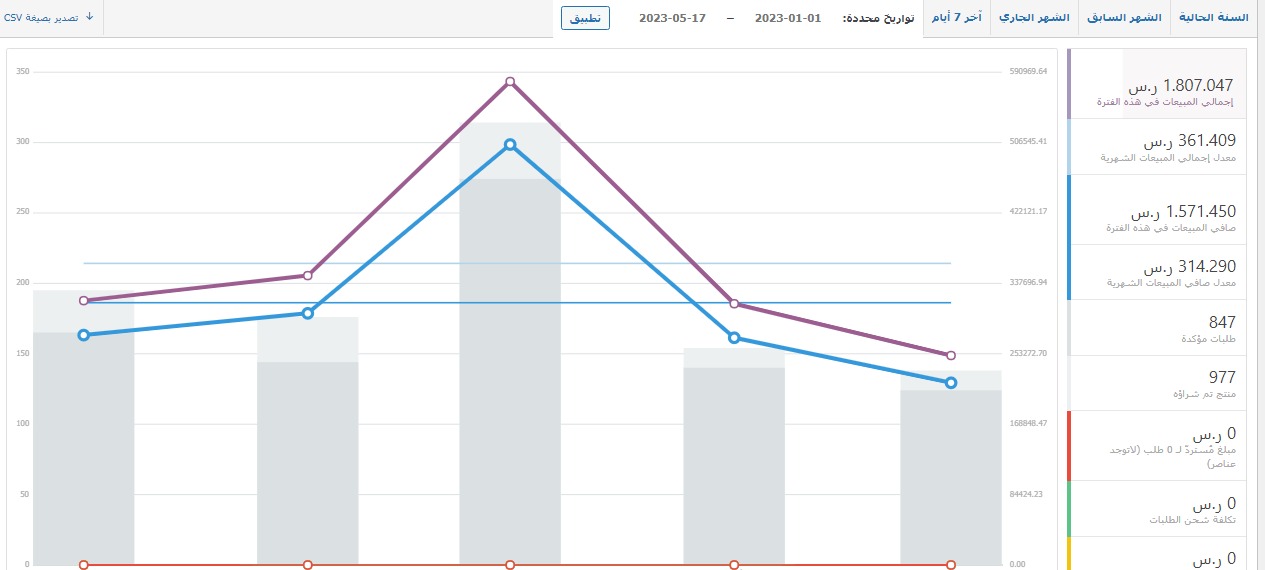 السنة الحالية
الشهر السابق
الشهر الجاري
آخر 7 أيام
تواريخ محددة:
2023-01-01 – 2023-05-17
تطبيق
تصدير بصيغة CSV
1.807.047 ر.س
إجمالي المبيعات في هذه الفترة
361.409 ر.س
معدل إجمالي المبيعات الشهرية
1.571.450 ر.س
صافي المبيعات في هذه الفترة
314.290 ر.س
معدل صافي المبيعات الشهرية
847
طلبات مؤكدة
977
منتج تم شراؤه
0 ر.س
مبلغ مُستردّ لـ 0 طلب (لاتوجد
عناصر)
0 ر.س
تكلفة شحن الطلبات
0 ر.س
590969.64
506545.41
422121.17
337696.94
253272.70
168848.47
84424.23
0.00
350
300
250
200
150
100
50
0